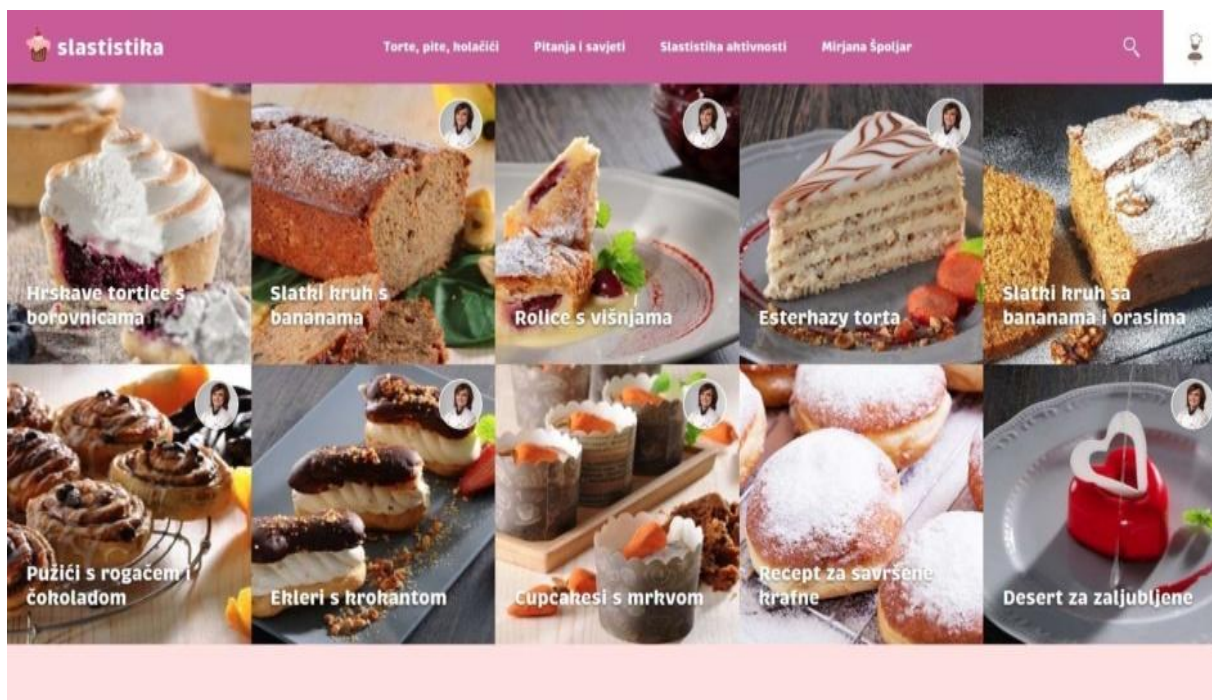 slastistika
Torte, pite, kolačići
Pitanja i savjeti
Slastistika aktivnosti
Mirjana Špoljar
Hrskave tortice s
borovnicama
Slatki kruh s
bananama
Rolice s višnjama
Esterhazy torta
Slatki kruh sa
bananama i orasima
Pužići s rogačem i
čokoladom
Ekleri s krokantom
Cupcakesi s mrkvom
Recept za savršene
krafne
Desert za zaljubljene